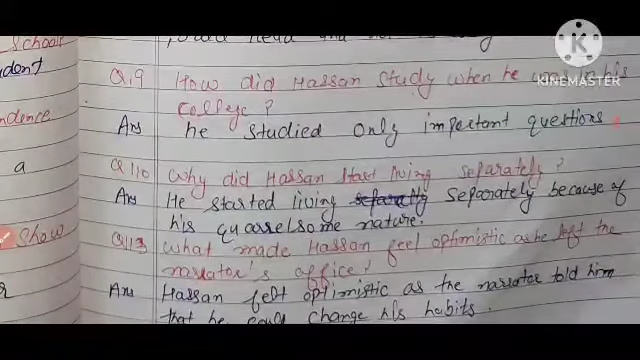 School
Q.9 How did Hassan study when he was in his
college?
Ans he studied only important questions
dent
ndence
Q.10 Why did Hassan start living separately?
a
Ans He started living separately because of
his quarrelsome nature.
Show
Q.13 What made Hassan feel optimistic as he left the
narrator's office?
Ans Hassan felt optimistic as the narrator told him
that he could change his habits.
KINEMASTER